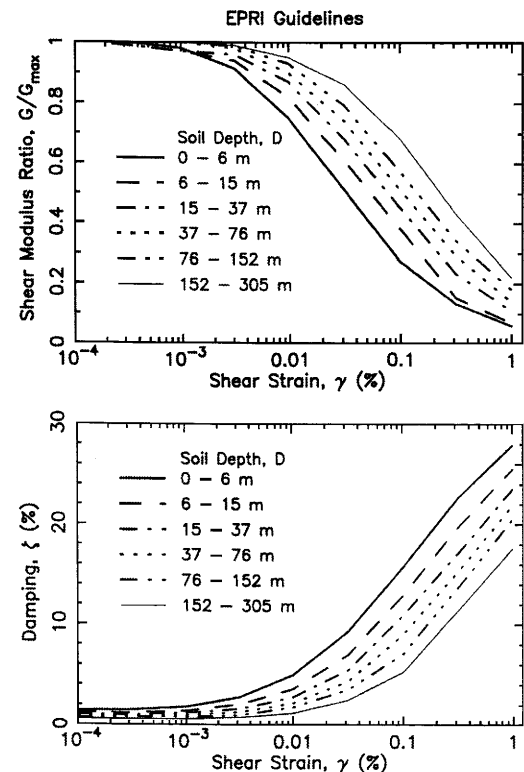 EPRI Guidelines
Shear Modulus Ratio, G/Gmax
1
0.8
0.6
0.4
0.2
0
Soil Depth, D
0 – 6 m
6 – 15 m
15 – 37 m
37 – 76 m
76 – 152 m
152 – 305 m
10⁻⁴ 10⁻³ 0.01 0.1 1
Shear Strain, γ (%)
Damping, ζ (%)
30
20
10
0
Soil Depth, D
0 – 6 m
6 – 15 m
15 – 37 m
37 – 76 m
76 – 152 m
152 – 305 m
10⁻⁴ 10⁻³ 0.01 0.1 1
Shear Strain, γ (%)